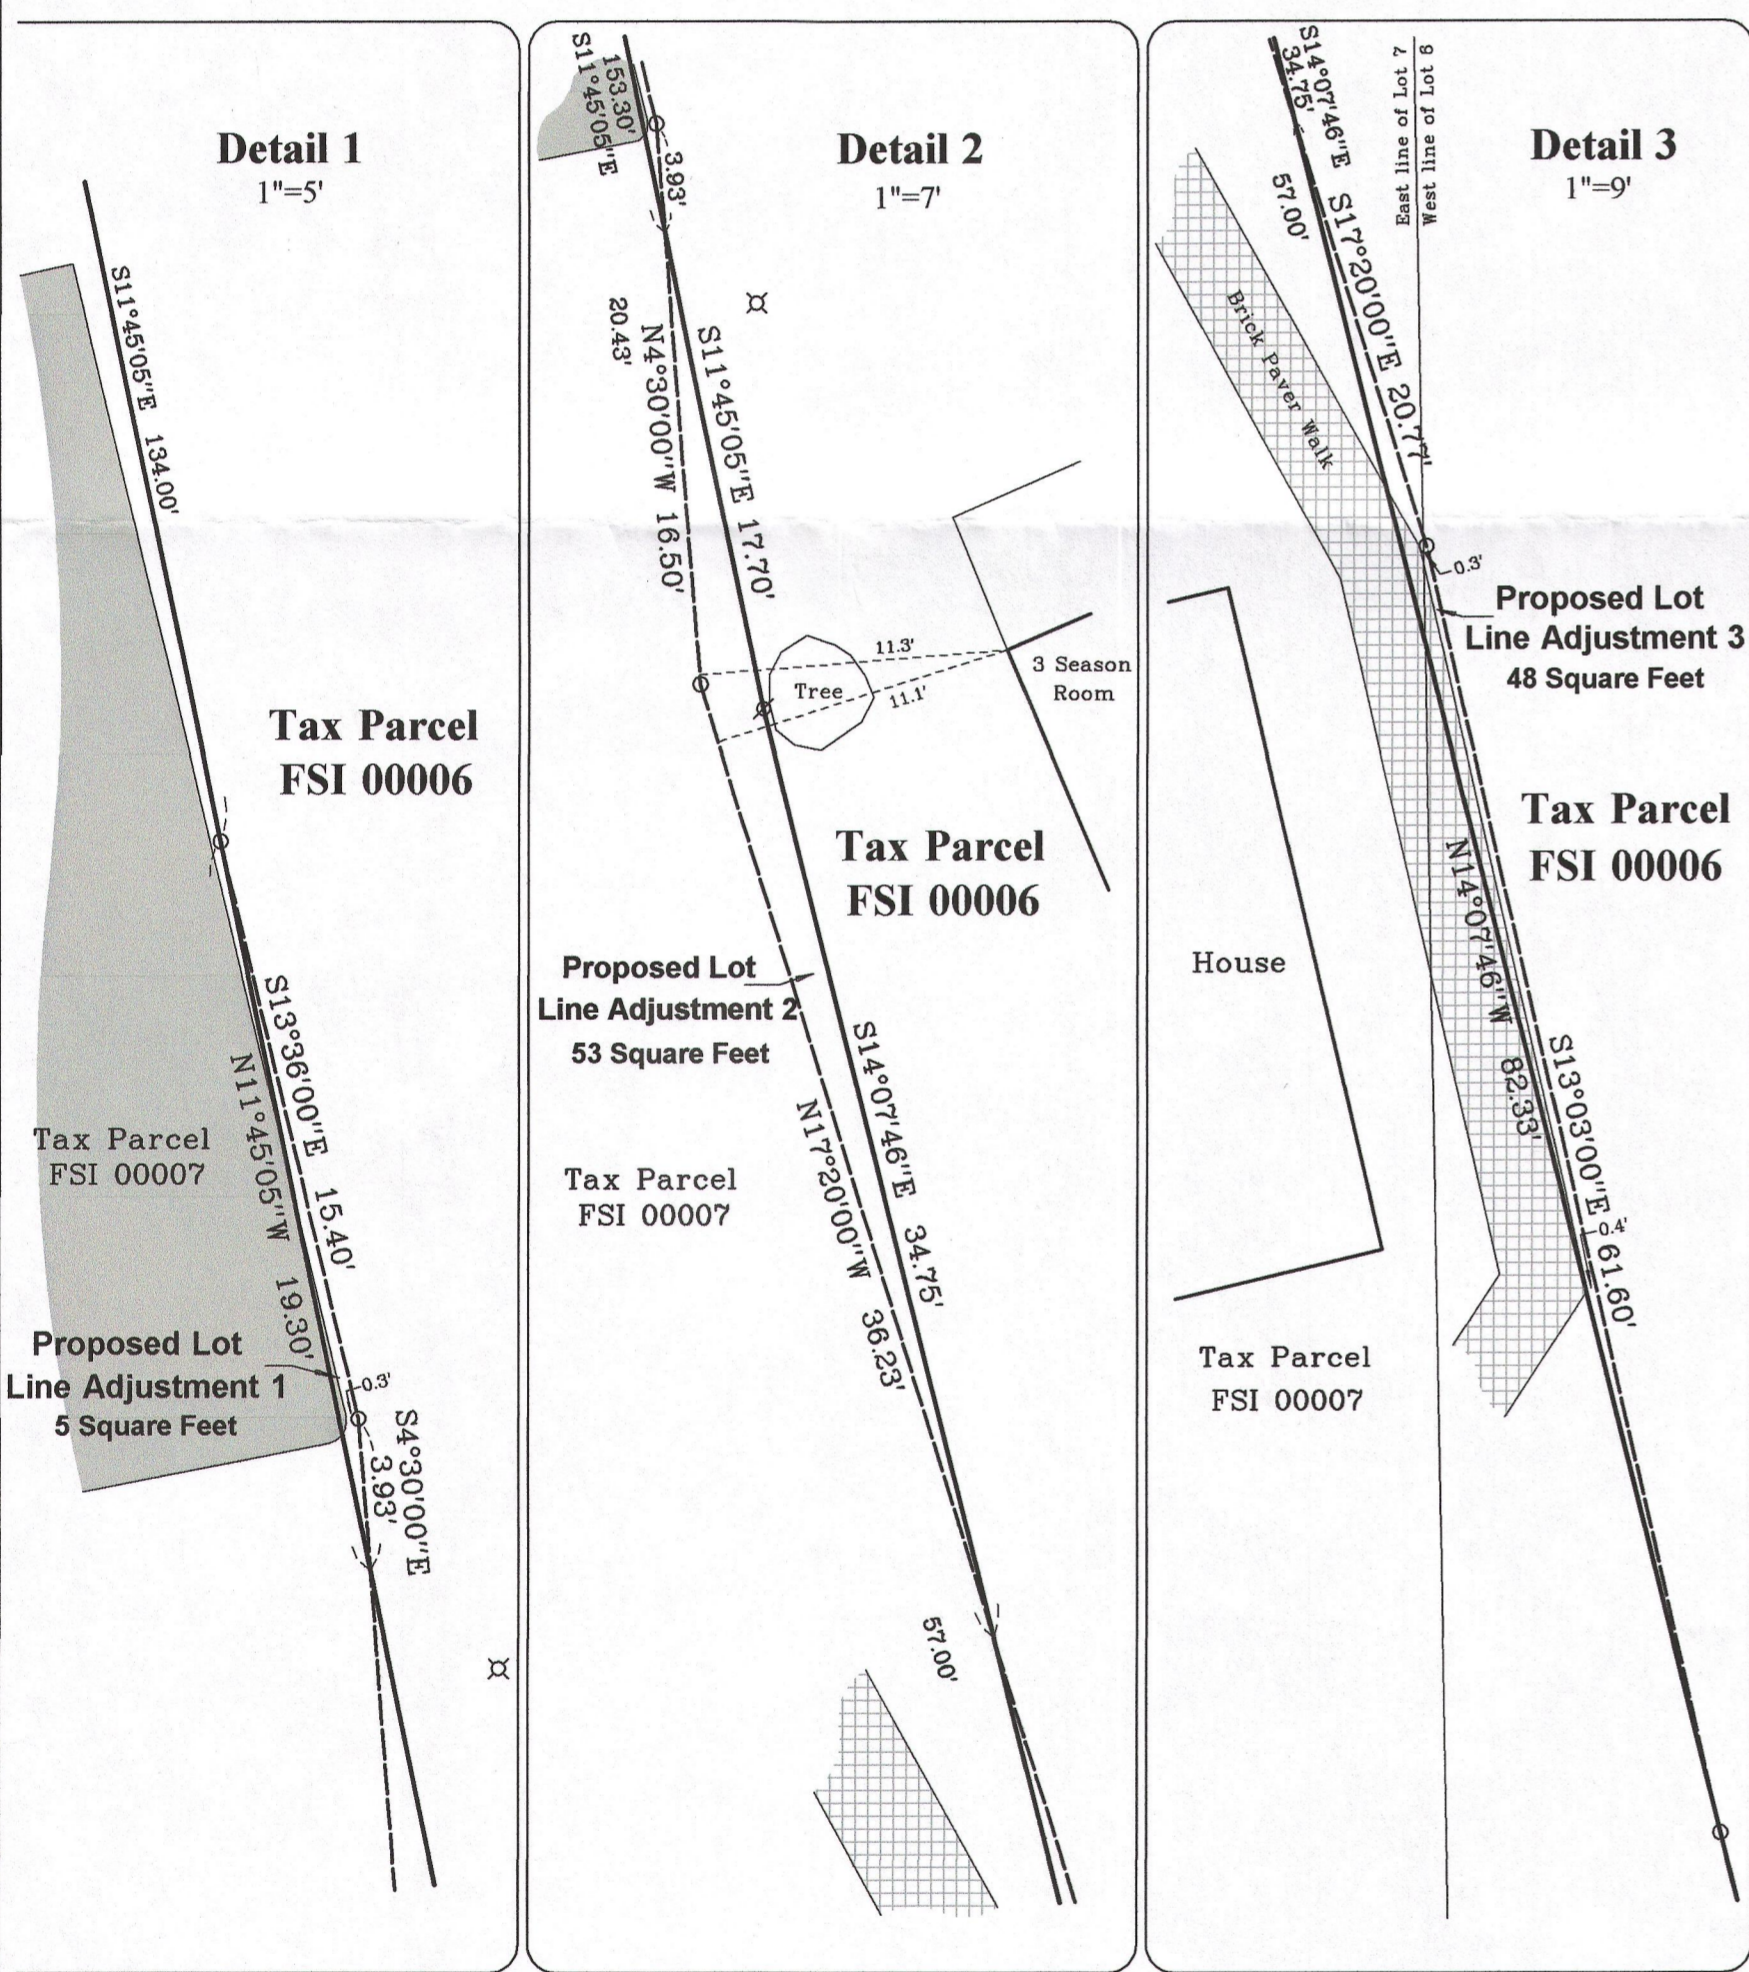 Detail 1
1"=5'
S11°45'05"E 134.00'
Tax Parcel
FSI 00006
S13°36'00"E 15.40'
N11°45'05"W 19.30'
Tax Parcel
FSI 00007
Proposed Lot
Line Adjustment 1
5 Square Feet
0.3'
S4°30'00"E
3.93'
Detail 2
1"=7'
153.30'
S11°45'05"E
3.93'
20.43'
N4°30'00"W 16.50'
S11°45'05"E 17.70'
11.3'
Tree
11.1'
3 Season
Room
Tax Parcel
FSI 00006
Proposed Lot
Line Adjustment 2
53 Square Feet
S14°07'46"E 34.75'
N17°20'00"W 36.23'
Tax Parcel
FSI 00007
57.00'
Detail 3
1"=9'
S14°07'46"E
34.75'
57.00'
S17°20'00"E 20.77'
East line of Lot 7
West line of Lot 8
Brick Paver Walk
0.3'
Proposed Lot
Line Adjustment 3
48 Square Feet
Tax Parcel
FSI 00006
N14°07'46"W 82.33'
House
S13°03'00"E 61.60'
0.4'
Tax Parcel
FSI 00007